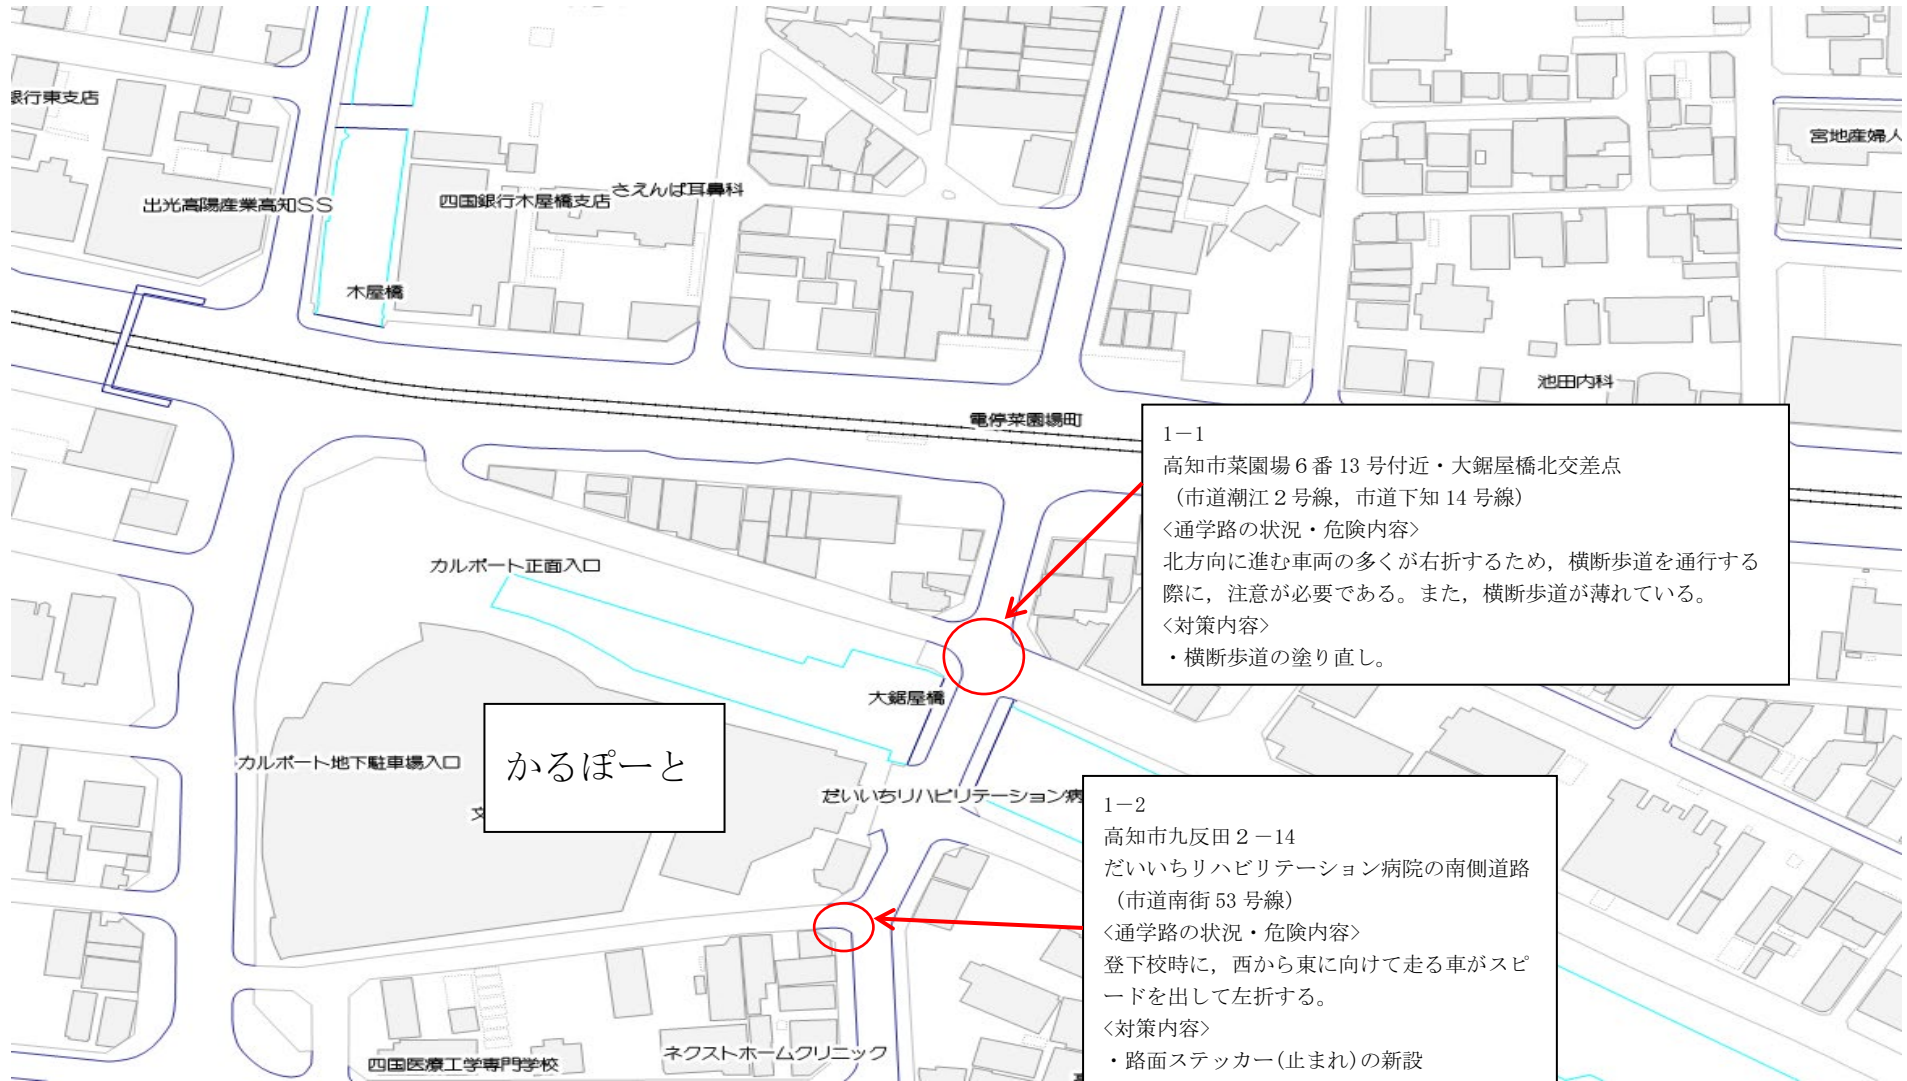 銀行東支店
宮地産婦人
出光高陽産業高知SS
四国銀行木屋橋支店
さえんば耳鼻科
木屋橋
池田内科
電停菜園場町
1－1
高知市菜園場６番 13 号付近・大鋸屋橋北交差点
（市道潮江２号線，市道下知 14 号線）
<通学路の状況・危険内容>
北方向に進む車両の多くが右折するため，横断歩道を通行する
際に，注意が必要である。また，横断歩道が薄れている。
<対策内容>
・横断歩道の塗り直し。
カルポート正面入口
大鋸屋橋
かるぽーと
カルポート地下駐車場入口
文
だいいちリハビリテーション病
1－2
高知市九反田２－14
だいいちリハビリテーション病院の南側道路
（市道南街 53 号線）
<通学路の状況・危険内容>
登下校時に，西から東に向けて走る車がスピ
ードを出して左折する。
<対策内容>
・路面ステッカー(止まれ)の新設
ネクストホームクリニック
四国医療工学専門学校